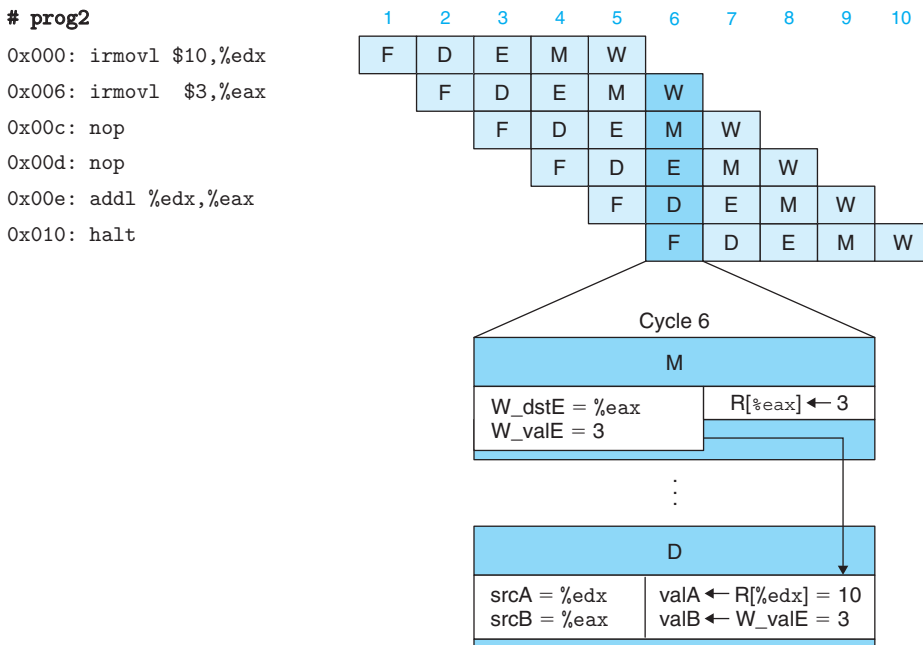 # prog2
1 2 3 4 5 6 7 8 9 10
0x000: irmovl $10,%edx F D E M W
0x006: irmovl $3,%eax F D E M W
0x00c: nop F D E M W
0x00d: nop F D E M W
0x00e: addl %edx,%eax F D E M W
0x010: halt F D E M W
Cycle 6
M
W_dstE = %eax R[%eax] ← 3
W_valE = 3
. . .
D
srcA = %edx valA ← R[%edx] = 10
srcB = %eax valB ← W_valE = 3